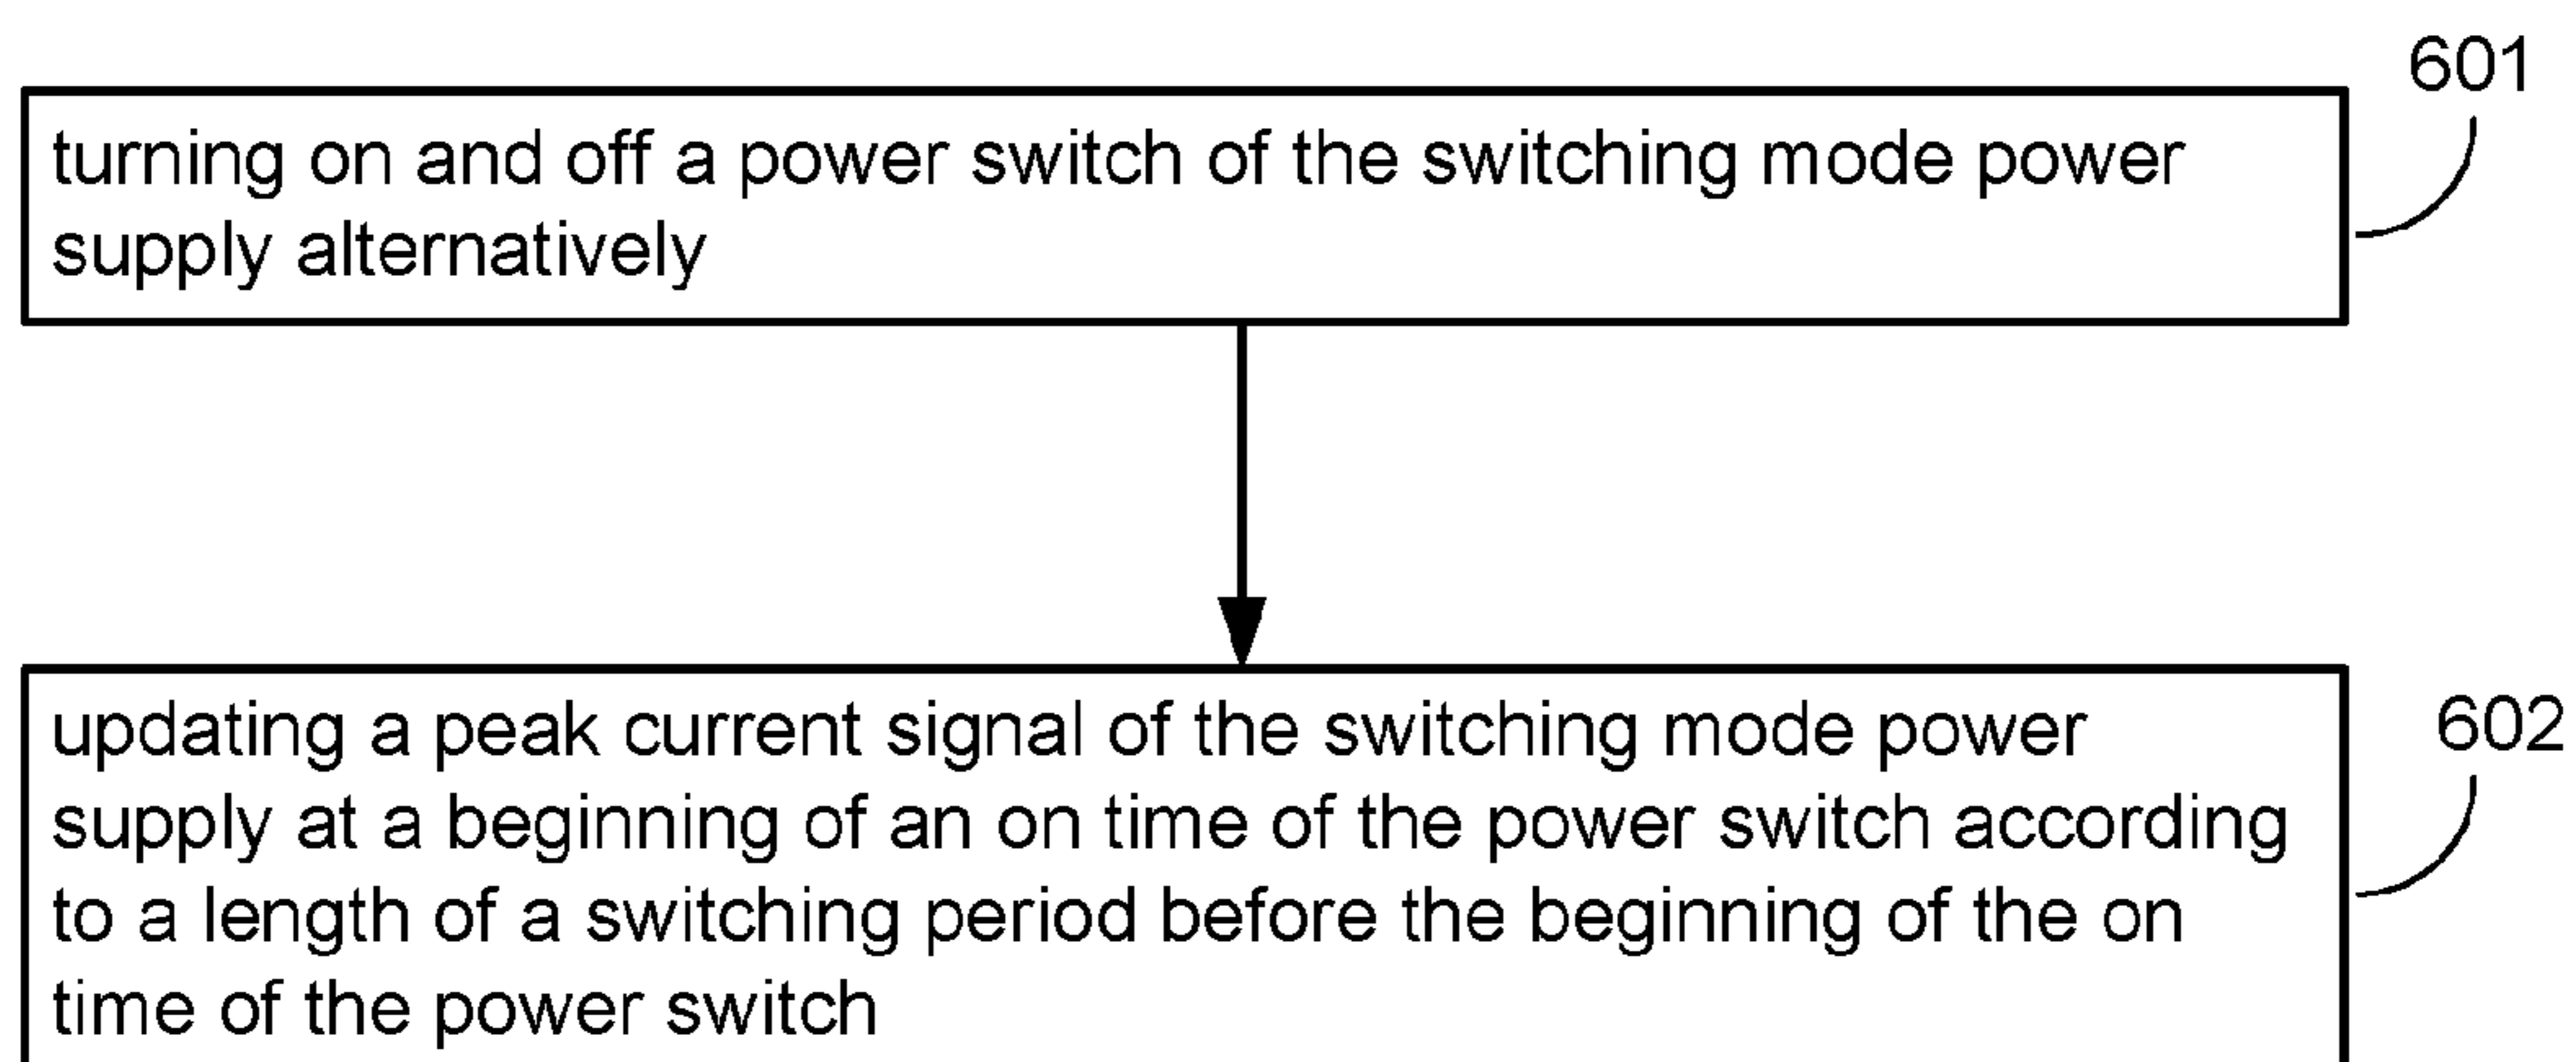 601
turning on and off a power switch of the switching mode power
supply alternatively
602
updating a peak current signal of the switching mode power
supply at a beginning of an on time of the power switch according
to a length of a switching period before the beginning of the on
time of the power switch